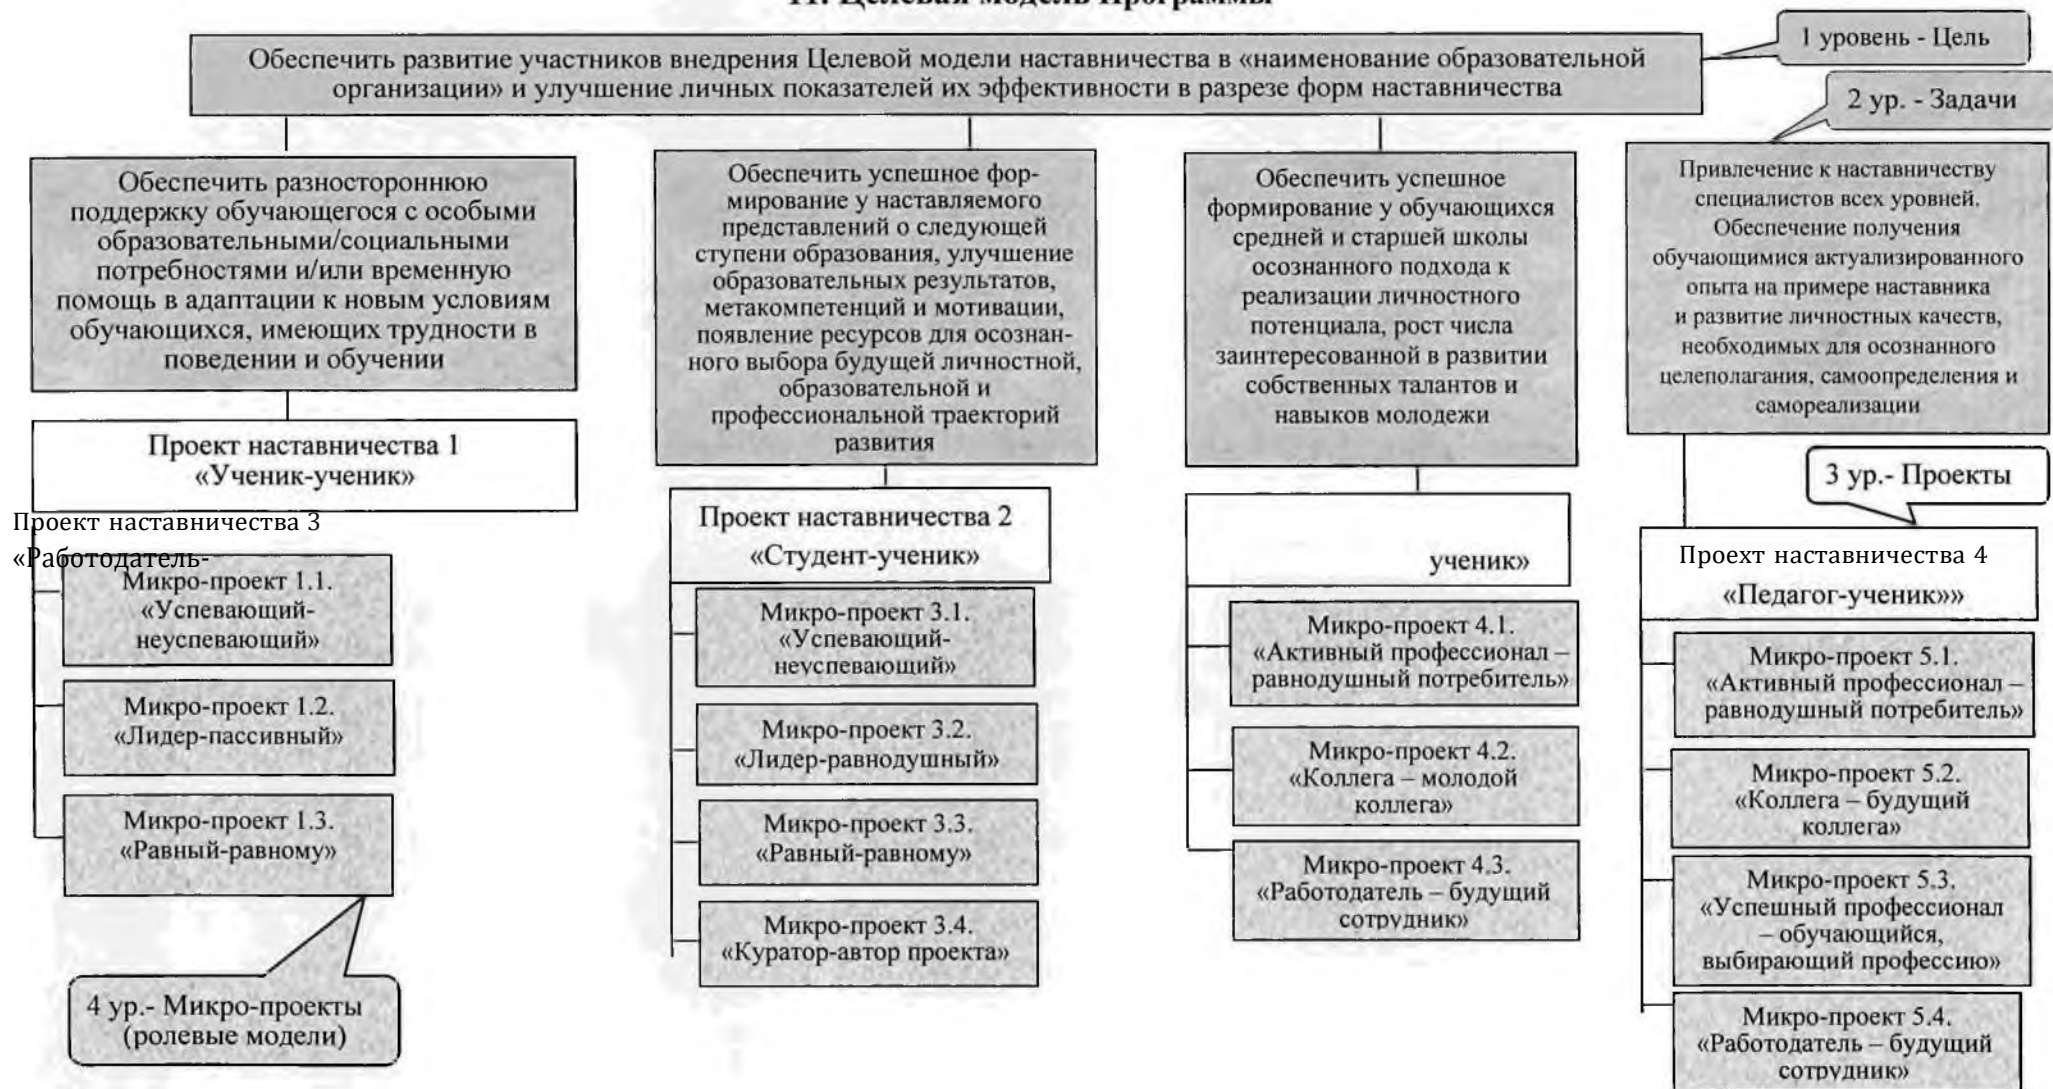 11. Целевая модель Программы
Обеспечить развитие участников внедрения Целевой модели наставничества в «наименование образовательной
организации» и улучшение личных показателей их эффективности в разрезе форм наставничества
1 уровень - Цель
2 ур. - Задачи
Обеспечить разностороннюю
поддержку обучающегося с особыми
образовательными/социальными
потребностями и/или временную
помощь в адаптации к новым условиям
обучающихся, имеющих трудности в
поведении и обучении
Обеспечить успешное фор-
мирование у наставляемого
представлений о следующей
ступени образования, улучшение
образовательных результатов,
метакомпетенций и мотивации,
появление ресурсов для осознан-
ного выбора будущей личностной,
образовательной и
профессиональной траекторий
развития
Обеспечить успешное
формирование у обучающихся
средней и старшей школы
осознанного подхода к
реализации личностного
потенциала, рост числа
заинтересованной в развитии
собственных талантов и
навыков молодежи
Привлечение к наставничеству
специалистов всех уровней.
Обеспечение получения
обучающимися актуализированного
опыта на примере наставника
и развитие личностных качеств,
необходимых для осознанного
целеполагания, самоопределения и
самореализации
3 ур.- Проекты
Проект наставничества 1
«Ученик-ученик»
Проект наставничества 3
«Работодатель-
Микро-проект 1.1.
«Успевающий-
неуспевающий»
Микро-проект 1.2.
«Лидер-пассивный»
Микро-проект 1.3.
«Равный-равному»
4 ур.- Микро-проекты
(ролевые модели)
Проект наставничества 2
«Студент-ученик»
Микро-проект 3.1.
«Успевающий-
неуспевающий»
Микро-проект 3.2.
«Лидер-равнодушный»
Микро-проект 3.3.
«Равный-равному»
Микро-проект 3.4.
«Куратор-автор проекта»
ученик»
Микро-проект 4.1.
«Активный профессионал –
равнодушный потребитель»
Микро-проект 4.2.
«Коллега – молодой
коллега»
Микро-проект 4.3.
«Работодатель – будущий
сотрудник»
Проехт наставничества 4
«Педагог-ученик»»
Микро-проект 5.1.
«Активный профессионал –
равнодушный потребитель»
Микро-проект 5.2.
«Коллега – будущий
коллега»
Микро-проект 5.3.
«Успешный профессионал
– обучающийся,
выбирающий профессию»
Микро-проект 5.4.
«Работодатель – будущий
сотрудник»